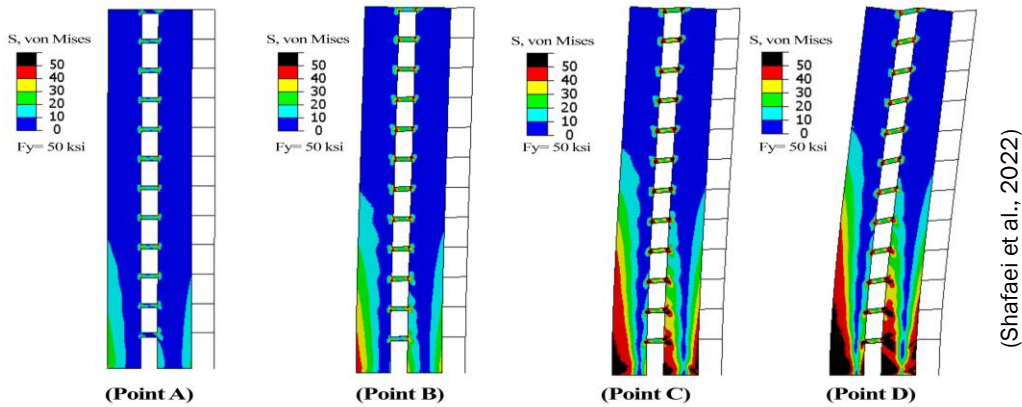 S, von Mises
50
40
30
20
10
0
Fy= 50 ksi
(Point A)
S, von Mises
50
40
30
20
10
0
Fy= 50 ksi
(Point B)
S, von Mises
50
40
30
20
10
0
Fy= 50 ksi
(Point C)
S, von Mises
50
40
30
20
10
0
Fy= 50 ksi
(Point D)
(Shafaei et al., 2022)